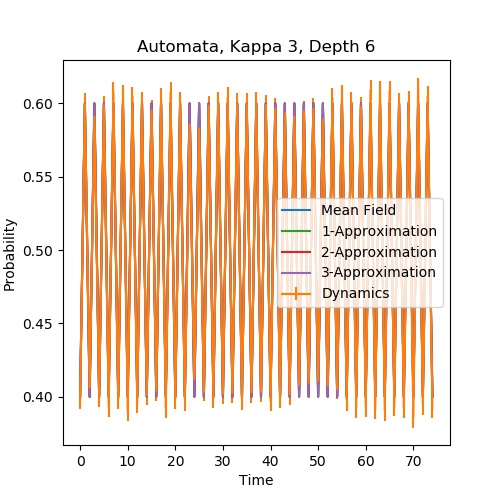 Automata, Kappa 3, Depth 6
0.60
0.55
0.50
0.45
0.40
Probability
Mean Field
1-Approximation
2-Approximation
3-Approximation
Dynamics
0 10 20 30 40 50 60 70
Time